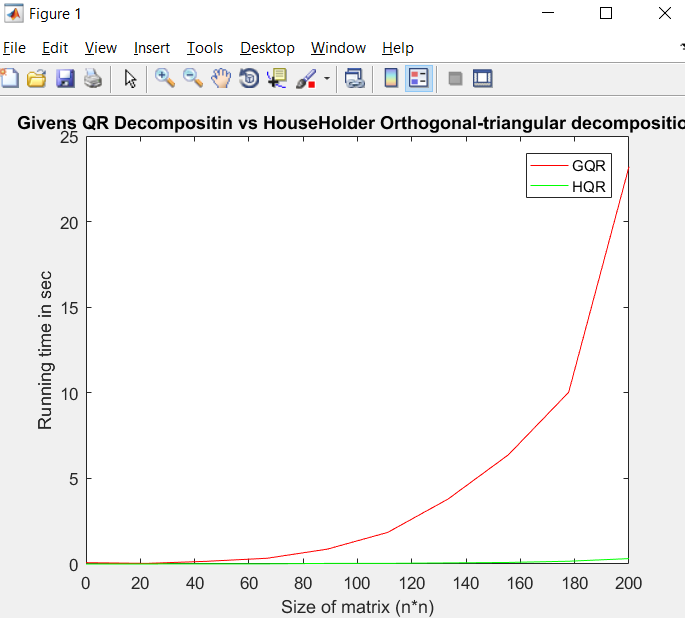 Figure 1
File Edit View Insert Tools Desktop Window Help
Givens QR Decompositin vs HouseHolder Orthogonal-triangular decompositio
25
20
15
10
5
0
Running time in sec
GQR
HQR
0 20 40 60 80 100 120 140 160 180 200
Size of matrix (n*n)